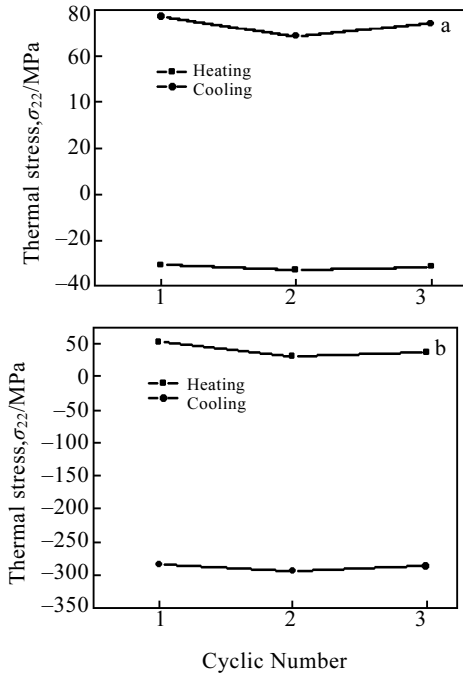 80
a
60
Heating
Cooling
10
20
0
−20
−40
1 2 3
Thermal stress,σ22/MPa
50
b
0
Heating
−50
Cooling
−100
−150
−200
−250
−300
−350
1 2 3
Thermal stress,σ22/MPa
Cyclic Number